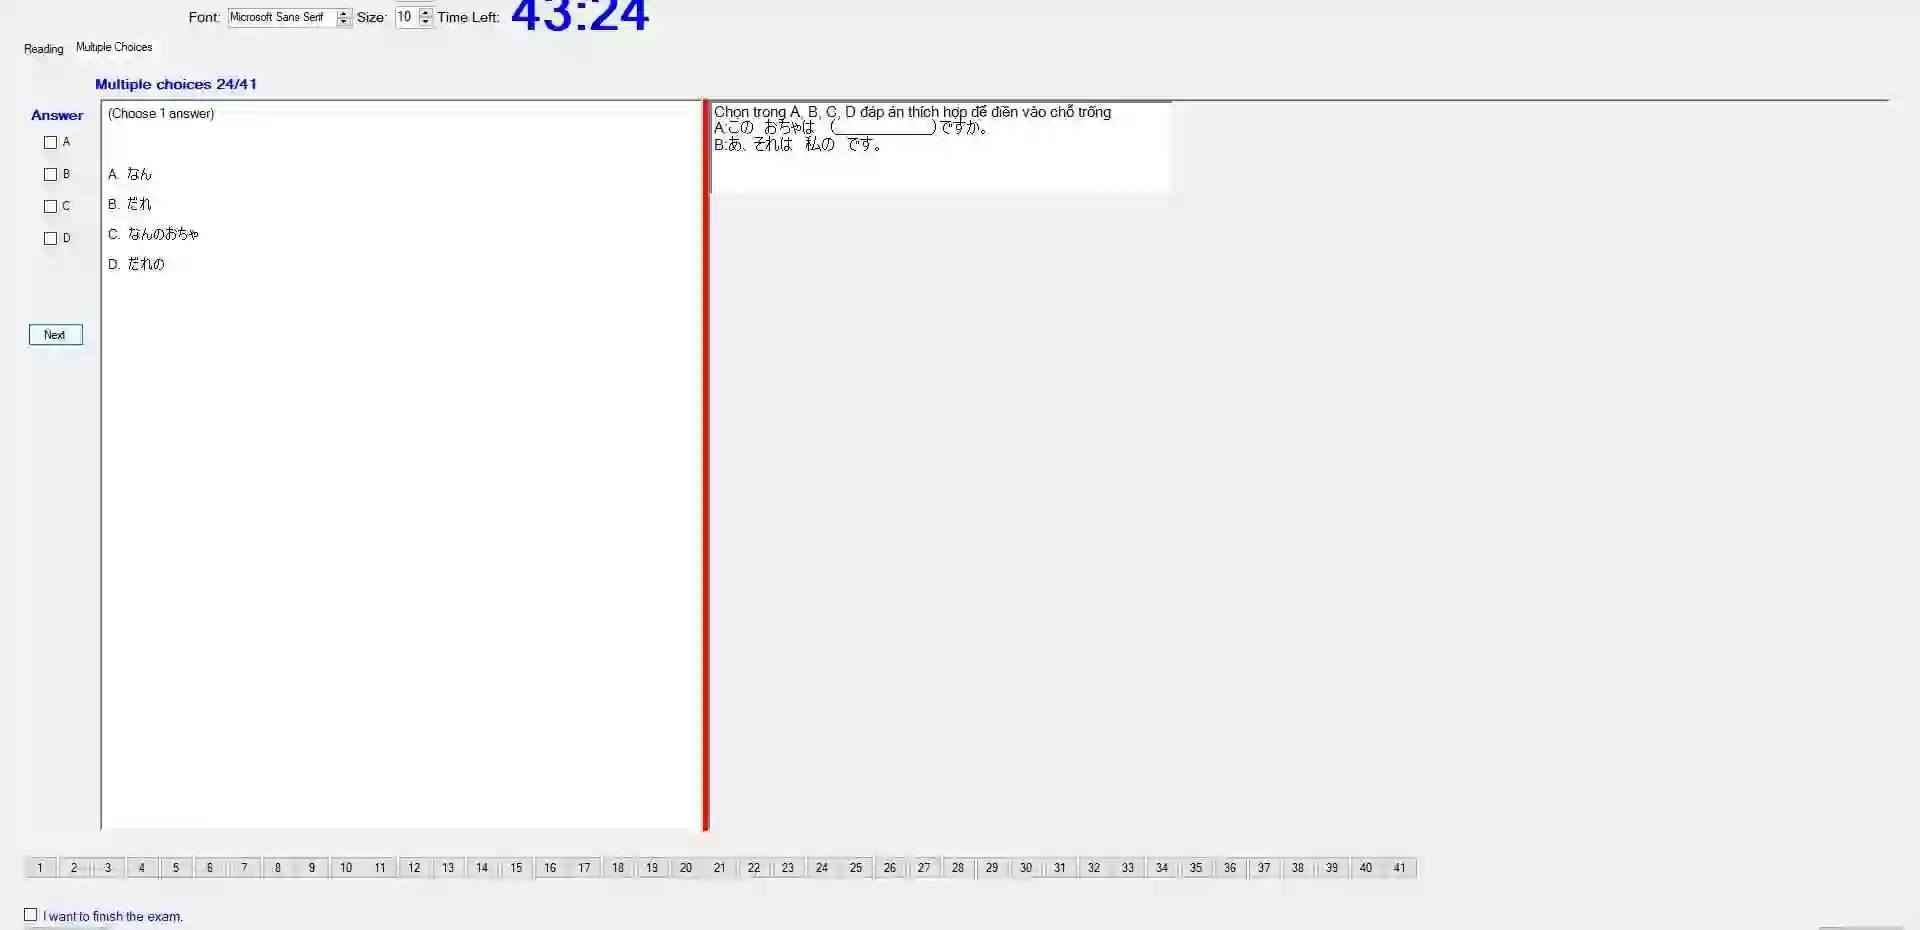 Font: Microsoft Sans Serif Size: 10 Time Left: 43:24
Reading Multiple Choices
Multiple choices 24/41
Answer
A
B
C
D
Next
(Choose 1 answer)
A. なん
B. だれ
C. なんのおちゃ
D. だれの
Chọn trong A, B, C, D đáp án thích hợp để điền vào chỗ trống
A:この おちゃは (____________)ですか。
B:あ、それは 私の です。
1 2 3 4 5 6 7 8 9 10 11 12 13 14 15 16 17 18 19 20 21 22 23 24 25 26 27 28 29 30 31 32 33 34 35 36 37 38 39 40 41
I want to finish the exam.